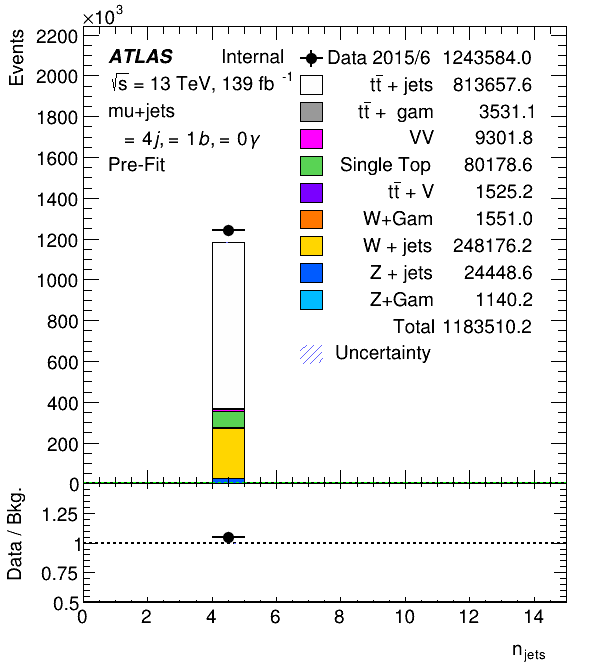 ×10³
Events
2200
2000
1800
1600
1400
1200
1000
800
600
400
200
0
ATLAS Internal
√s = 13 TeV, 139 fb⁻¹
mu+jets
= 4j, = 1b, = 0γ
Pre-Fit
Data 2015/6 1243584.0
tt̄ + jets 813657.6
tt̄ + gam 3531.1
VV 9301.8
Single Top 80178.6
tt̄ + V 1525.2
W+Gam 1551.0
W + jets 248176.2
Z + jets 24448.6
Z+Gam 1140.2
Total 1183510.2
Uncertainty
Data / Bkg.
1.25
1
0.75
0.5
0 2 4 6 8 10 12 14
n_jets